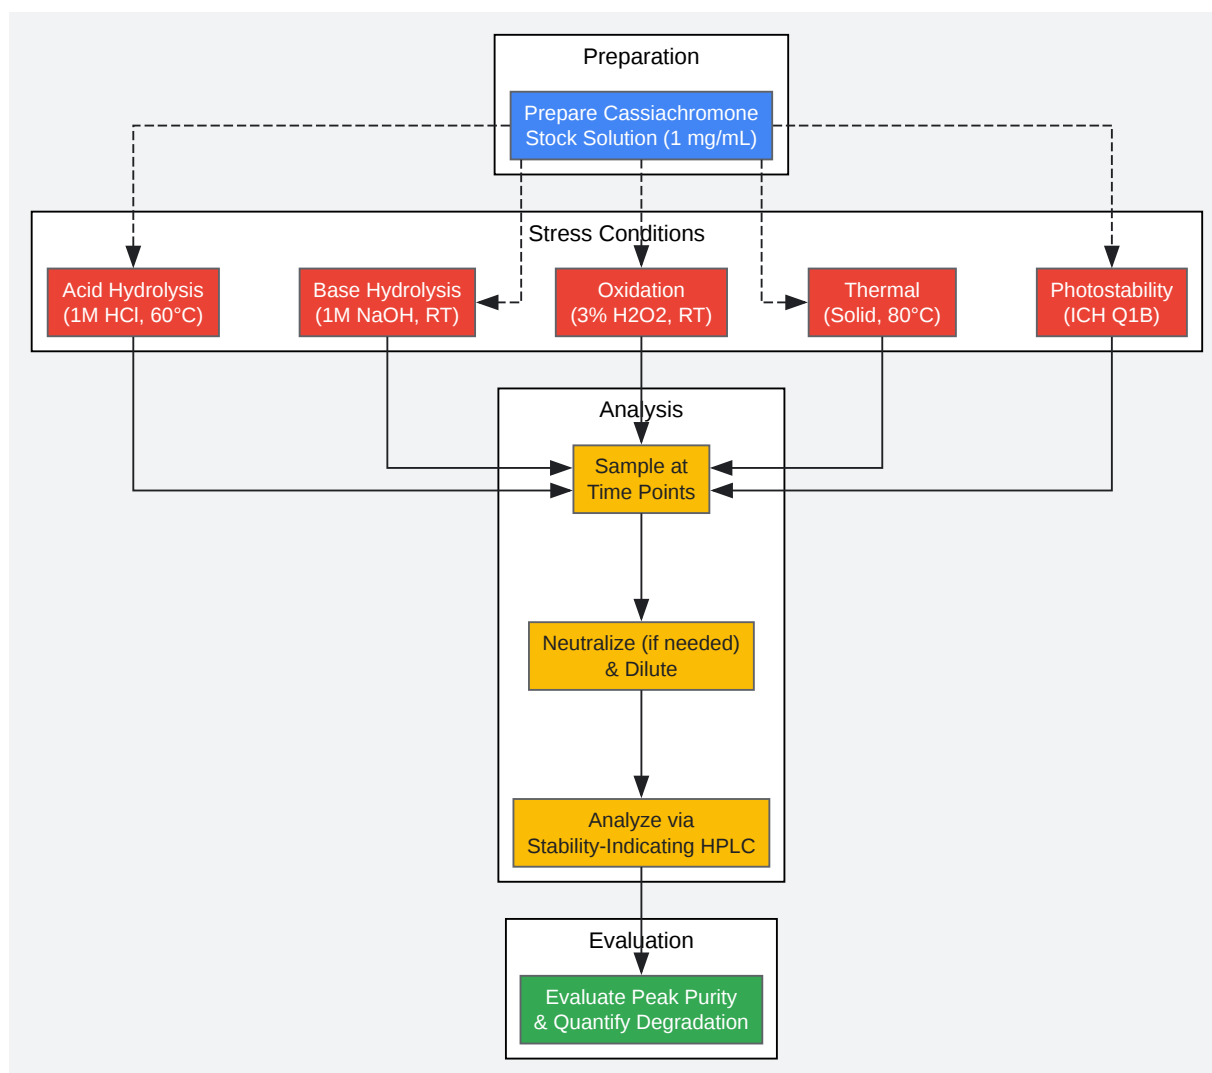 Preparation
Prepare Cassiachromone
Stock Solution (1 mg/mL)
Stress Conditions
Acid Hydrolysis
(1M HCl, 60°C)
Base Hydrolysis
(1M NaOH, RT)
Oxidation
(3% H2O2, RT)
Thermal
(Solid, 80°C)
Photostability
(ICH Q1B)
Analysis
Sample at
Time Points
Neutralize (if needed)
& Dilute
Analyze via
Stability-Indicating HPLC
Evaluation
Evaluate Peak Purity
& Quantify Degradation